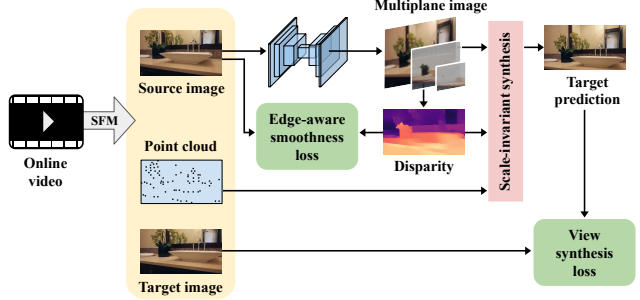 Multiplane image
Source image
SFM
Online
video
Edge-aware
smoothness
loss
Disparity
Scale-invariant synthesis
Target
prediction
Point cloud
Target image
View
synthesis
loss